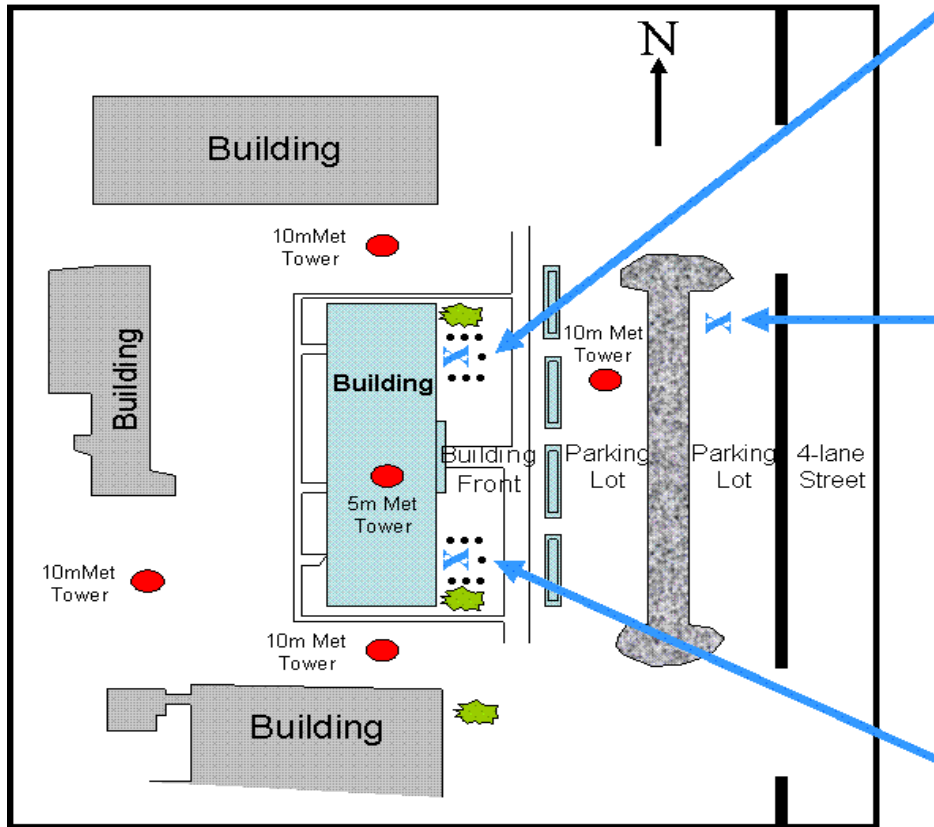 N
Building
10mMet
Tower
Building
10m Met
Tower
Building
Building
Front
Parking
Lot
Parking
Lot
4-lane
Street
5m Met
Tower
10mMet
Tower
10m Met
Tower
Building